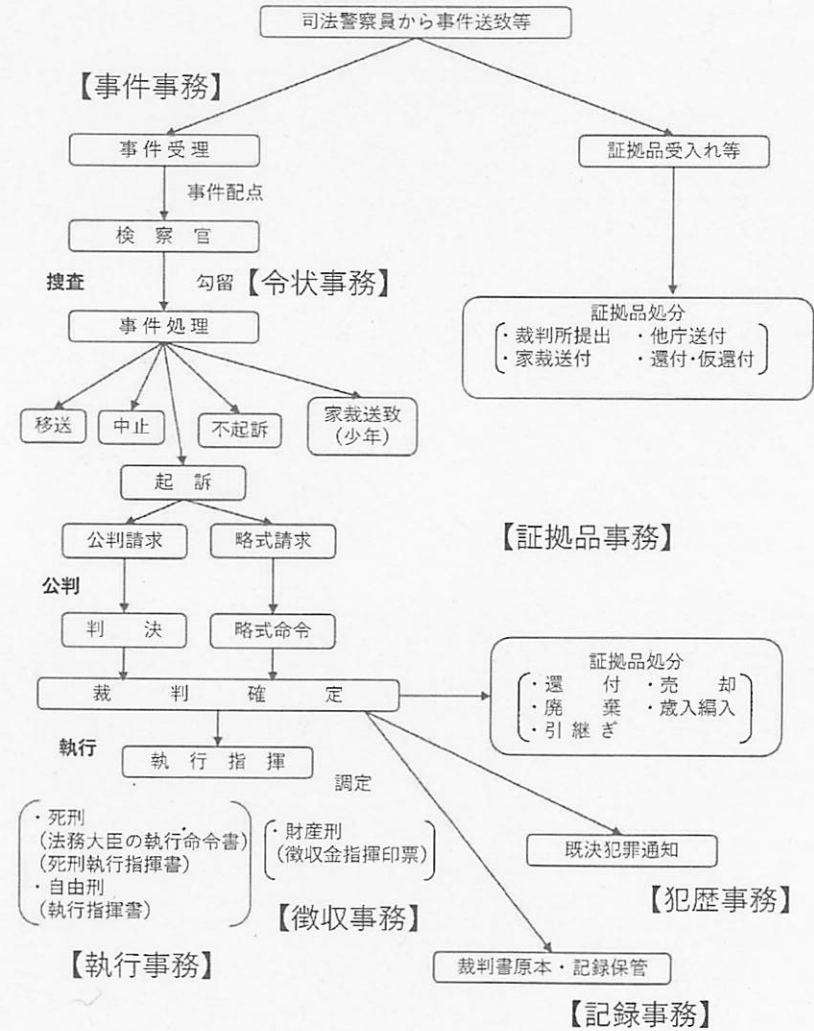 司法警察員から事件送致等
【事件事務】
事件受理
証拠品受入れ等
事件配点
検察官
捜査
勾留【令状事務】
事件処理
証拠品処分
・裁判所提出 ・他庁送付
・家裁送付 ・還付・仮還付
移送
中止
不起訴
家裁送致
(少年)
起訴
公判請求
略式請求
【証拠品事務】
公判
判決
略式命令
証拠品処分
・還付 ・売却
・廃棄 ・歳入編入
・引継ぎ
裁判確定
執行
執行指揮
調定
・死刑
(法務大臣の執行命令書)
(死刑執行指揮書)
・自由刑
(執行指揮書)
・財産刑
(徴収金指揮印票)
既決犯罪通知
【犯歴事務】
【徴収事務】
【執行事務】
裁判書原本・記録保管
【記録事務】